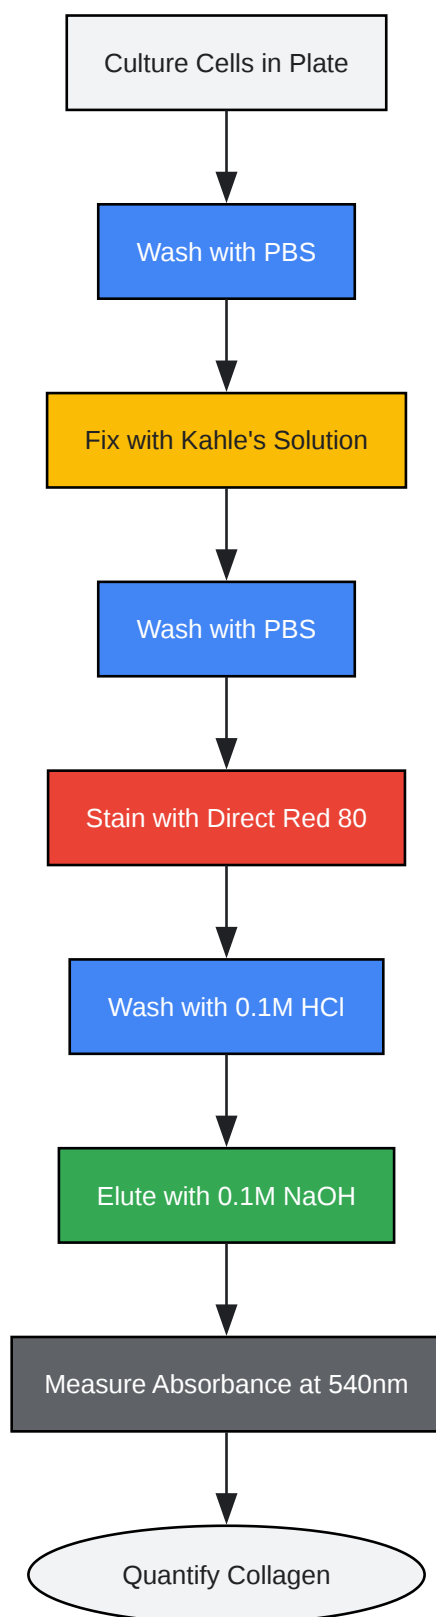 Culture Cells in Plate
Wash with PBS
Fix with Kahle's Solution
Wash with PBS
Stain with Direct Red 80
Wash with 0.1M HCl
Elute with 0.1M NaOH
Measure Absorbance at 540nm
Quantify Collagen